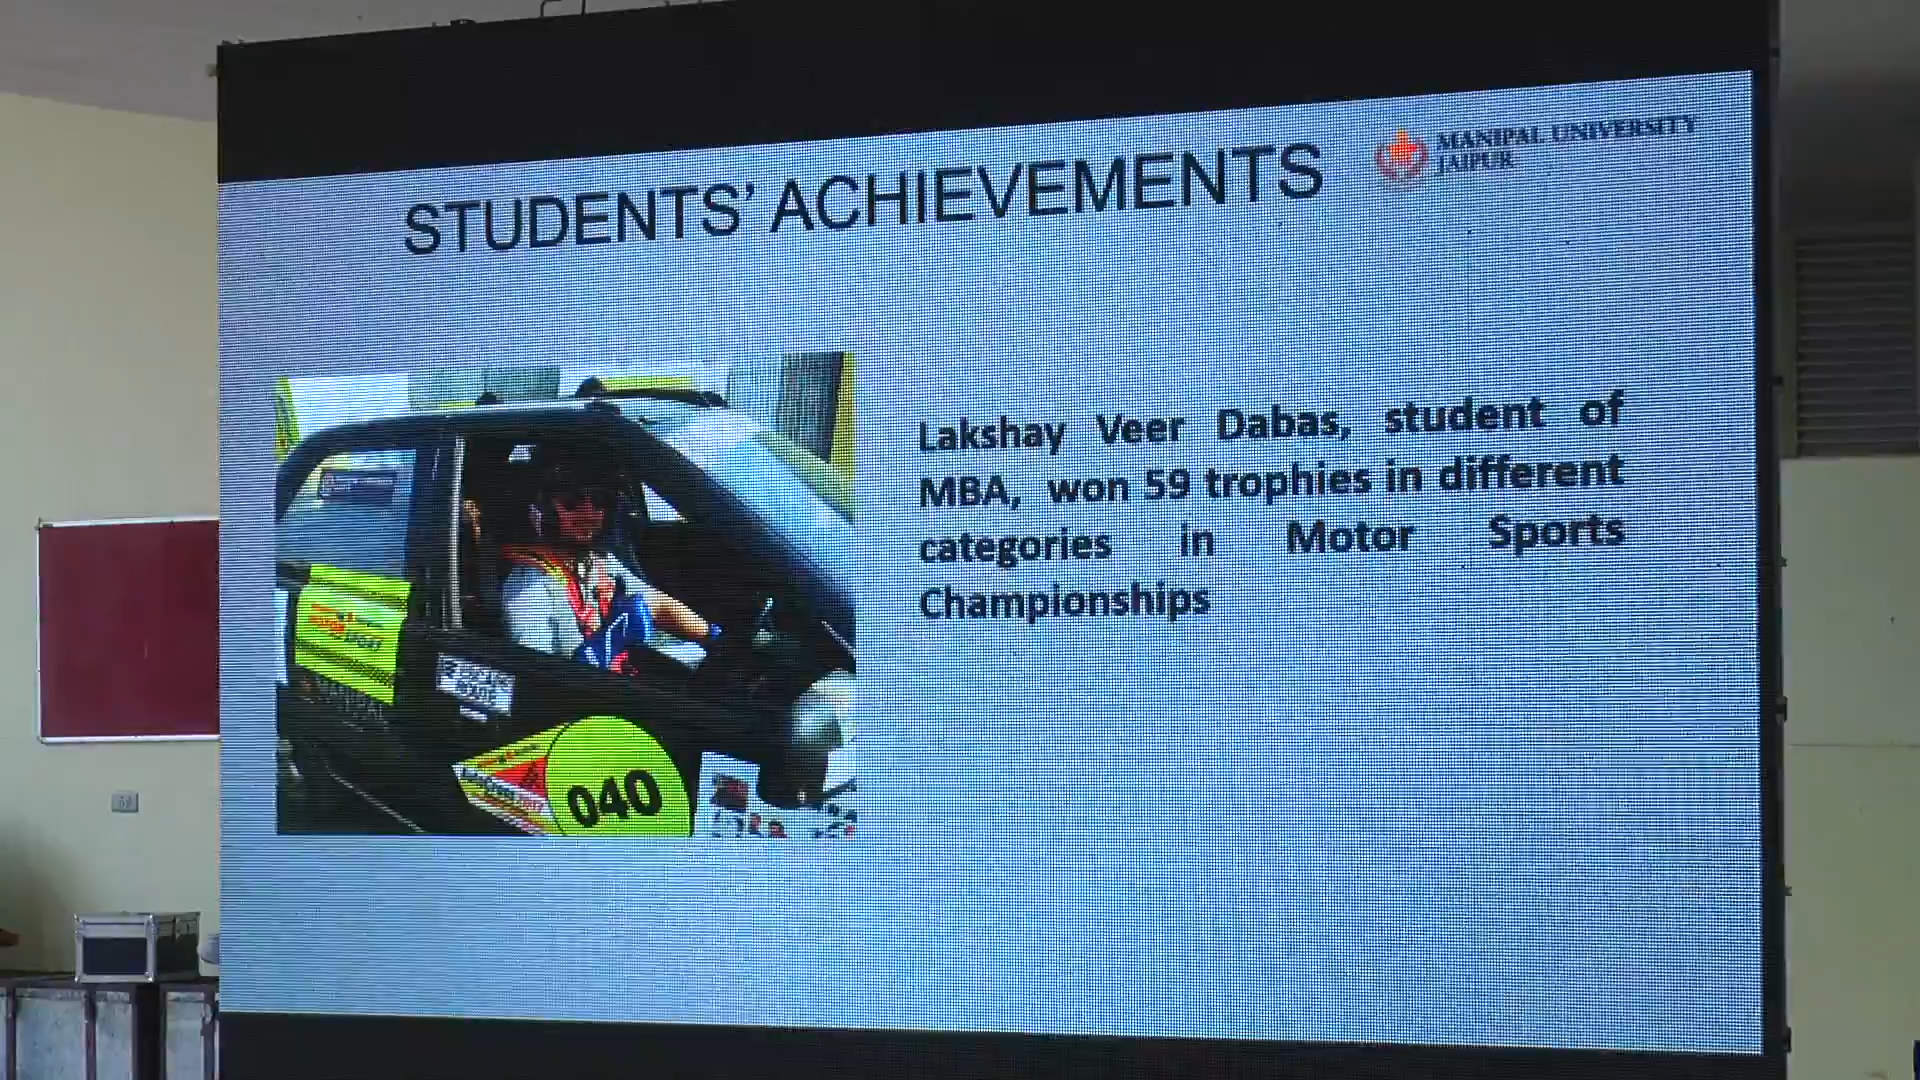 STUDENTS' ACHIEVEMENTS
MANIPAL UNIVERSITY
JAIPUR
Lakshay Veer Dabas, student of
MBA, won 59 trophies in different
categories in Motor Sports
Championships
MANIPAL
040